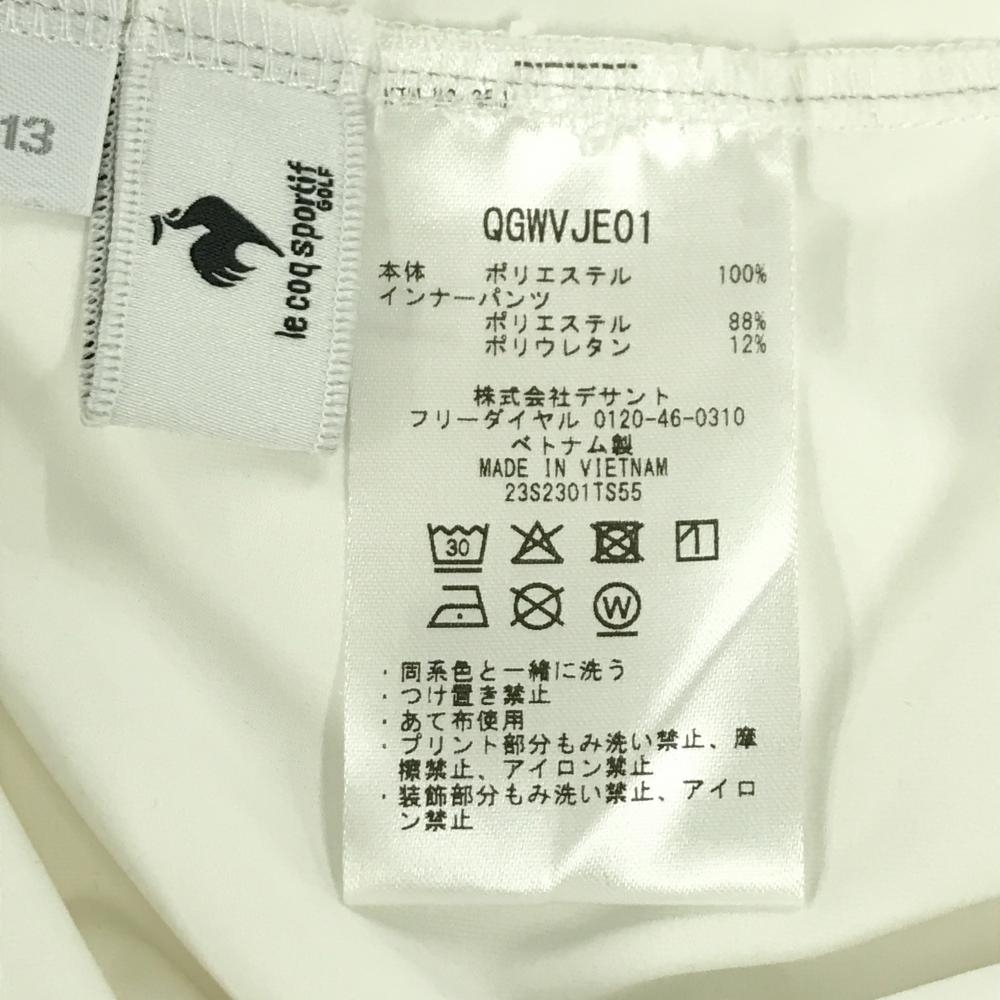 13
le coq sportif
GOLF
QGWVJE01
本体 ポリエステル 100%
インナーパンツ
ポリエステル 88%
ポリウレタン 12%
株式会社デサント
フリーダイヤル 0120-46-0310
ベトナム製
MADE IN VIETNAM
23S2301TS55
30
W
・同系色と一緒に洗う
・つけ置き禁止
・あて布使用
・プリント部分もみ洗い禁止、摩
擦禁止、アイロン禁止
・装飾部分もみ洗い禁止、アイロ
ン禁止